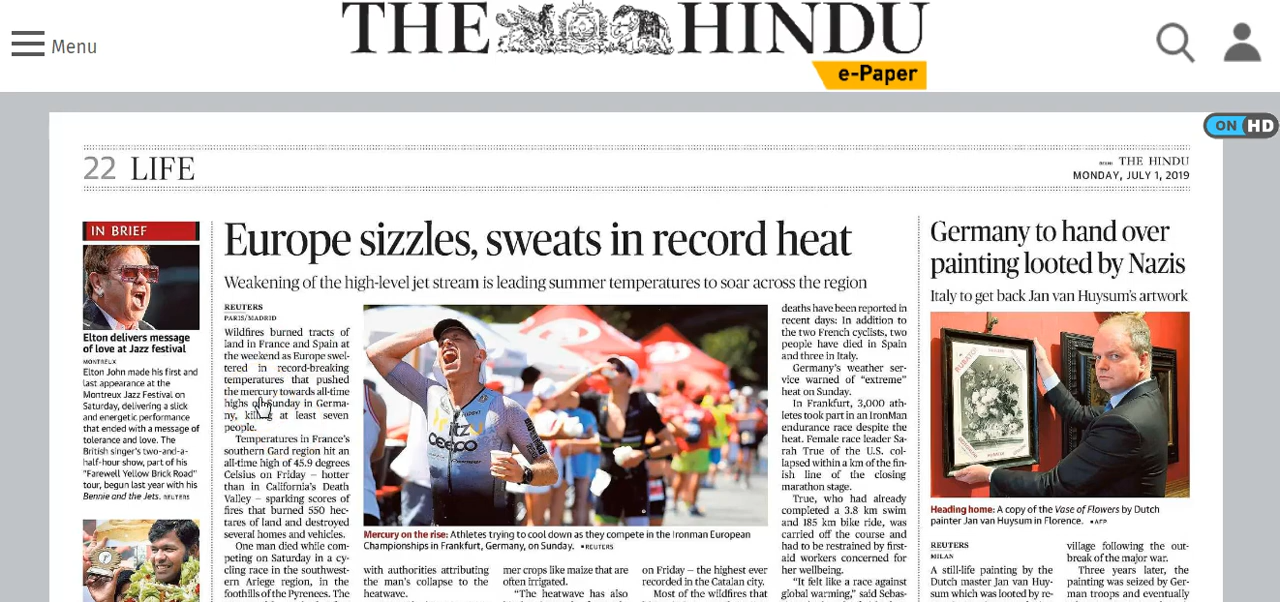 Menu
THE HINDU
e-Paper
ON HD
22 LIFE
THE HINDU
MONDAY, JULY 1, 2019
IN BRIEF
Elton delivers message
of love at Jazz festival
MONTREUX
Elton John made his first and
last appearance at the
Montreux Jazz Festival on
Saturday, delivering a slick
and energetic performance
that ended with a message of
tolerance and love. The
British singer's two-and-a-
half-hour show, part of his
"Farewell Yellow Brick Road"
tour, begun last year with his
Bennie and the Jets. REUTERS
Europe sizzles, sweats in record heat
Weakening of the high-level jet stream is leading summer temperatures to soar across the region
REUTERS
PARIS/MADRID
Wildfires burned tracts of
land in France and Spain at
the weekend as Europe swel-
tered in record-breaking
temperatures that pushed
the mercury towards all-time
highs Sunday in Germa-
ny, killing at least seven
people.
Temperatures in France's
southern Gard region hit an
all-time high of 45.9 degrees
Celsius on Friday – hotter
than in California's Death
Valley – sparking scores of
fires that burned 550 hec-
tares of land and destroyed
several homes and vehicles.
One man died while com-
peting on Saturday in a cy-
cling race in the southwest-
ern Ariege region, in the
foothills of the Pyrenees. The
Mercury on the rise: Athletes trying to cool down as they compete in the Ironman European
Championships in Frankfurt, Germany, on Sunday. •REUTERS
with authorities attributing
the man's collapse to the
heatwave.
mer crops like maize that are
often irrigated.
"The heatwave has also
on Friday – the highest ever
recorded in the Catalan city.
Most of the wildfires that
deaths have been reported in
recent days: In addition to
the two French cyclists, two
people have died in Spain
and three in Italy.
Germany's weather ser-
vice warned of "extreme"
heat on Sunday.
In Frankfurt, 3,000 ath-
letes took part in an IronMan
endurance race despite the
heat. Female race leader Sa-
rah True of the U.S. col-
lapsed within a km of the fin-
ish line of the closing
marathon stage.
True, who had already
completed a 3.8 km swim
and 185 km bike ride, was
carried off the course and
had to be restrained by first-
aid workers concerned for
her wellbeing.
"It felt like a race against
global warming," said Sebas-
Germany to hand over
painting looted by Nazis
Italy to get back Jan van Huysum's artwork
Heading home: A copy of the Vase of Flowers by Dutch
painter Jan van Huysum in Florence. •AFP
REUTERS
MILAN
A still-life painting by the
Dutch master Jan van Huy-
sum which was looted by re-
village following the out-
break of the major war.
Three years later, the
painting was seized by Ger-
man troops and eventually